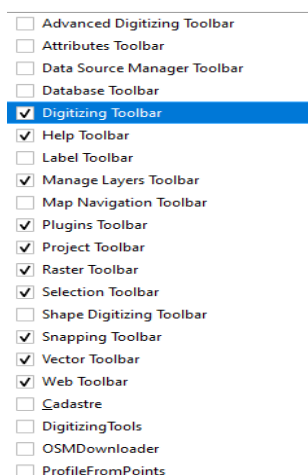 Advanced Digitizing Toolbar
Attributes Toolbar
Data Source Manager Toolbar
Database Toolbar
Digitizing Toolbar
Help Toolbar
Label Toolbar
Manage Layers Toolbar
Map Navigation Toolbar
Plugins Toolbar
Project Toolbar
Raster Toolbar
Selection Toolbar
Shape Digitizing Toolbar
Snapping Toolbar
Vector Toolbar
Web Toolbar
Cadastre
DigitizingTools
OSMDownloader
ProfileFromPoints